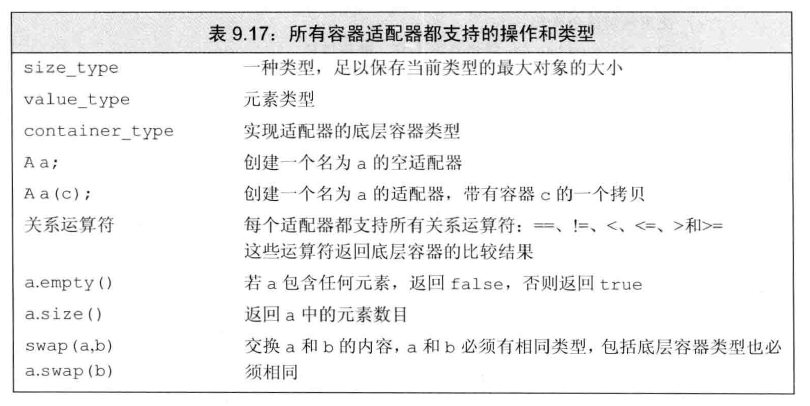 表 9.17：所有容器适配器都支持的操作和类型
size_type 一种类型，足以保存当前类型的最大对象的大小
value_type 元素类型
container_type 实现适配器的底层容器类型
A a; 创建一个名为 a 的空适配器
A a(c); 创建一个名为 a 的适配器，带有容器 c 的一个拷贝
关系运算符 每个适配器都支持所有关系运算符：==、!=、<、<=、>和>=
这些运算符返回底层容器的比较结果
a.empty() 若 a 包含任何元素，返回 false，否则返回 true
a.size() 返回 a 中的元素数目
swap(a,b) 交换 a 和 b 的内容，a 和 b 必须有相同类型，包括底层容器类型也必
a.swap(b) 须相同